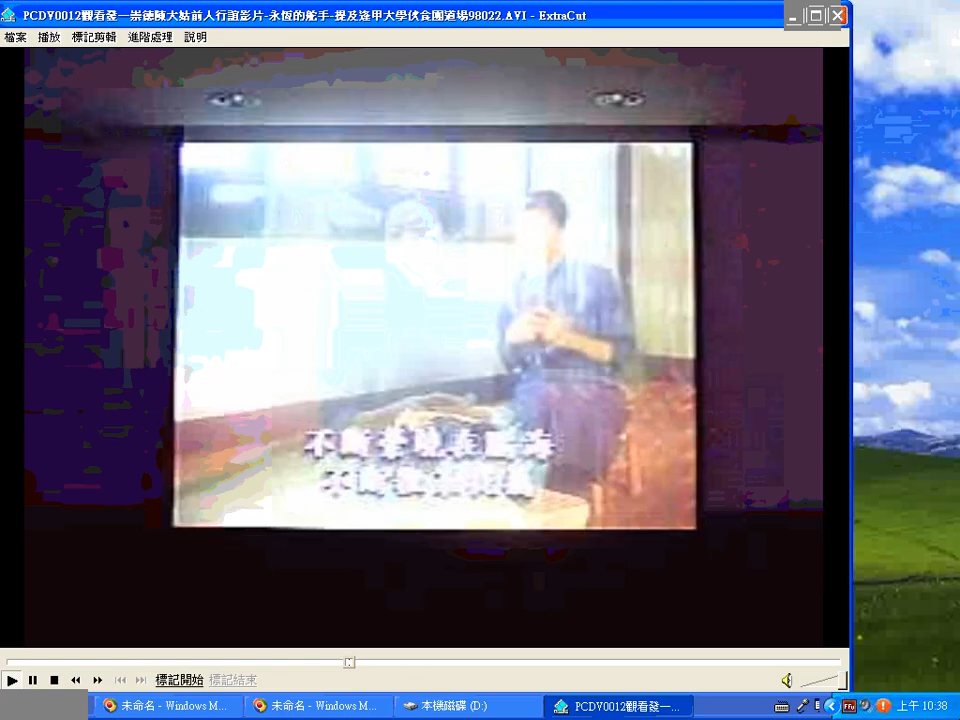 PCDV0012觀看發一崇德陳大姑前人行誼影片-永恆的舵手-提及逢甲大學伙食團道場98022.AVI - ExtraCut
檔案 播放 標記剪輯 進階處理 說明
不斷
不斷
標記開始 標記結束
未命名 - Windows M...
未命名 - Windows M...
本機磁碟 (D:)
PCDV0012觀看發一...
上午 10:38